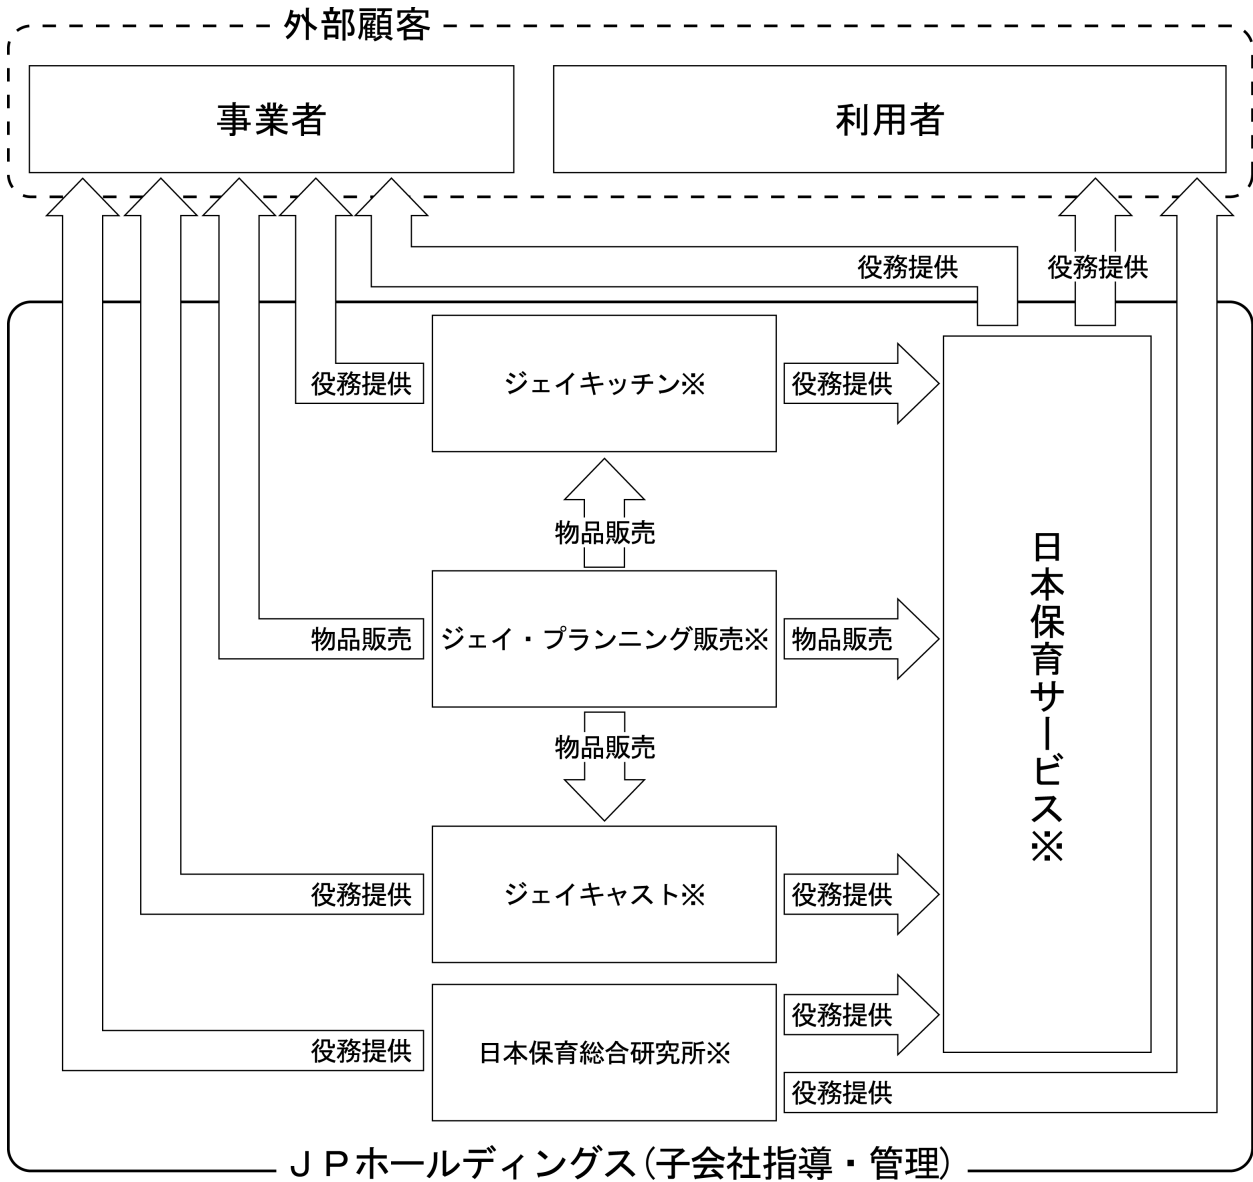 外部顧客
事業者
利用者
役務提供
役務提供
役務提供
ジェイキッチン※
役務提供
物品販売
物品販売
ジェイ・プランニング販売※
物品販売
日本保育サービス※
物品販売
役務提供
ジェイキャスト※
役務提供
役務提供
役務提供
日本保育総合研究所※
役務提供
ＪＰホールディングス(子会社指導・管理)